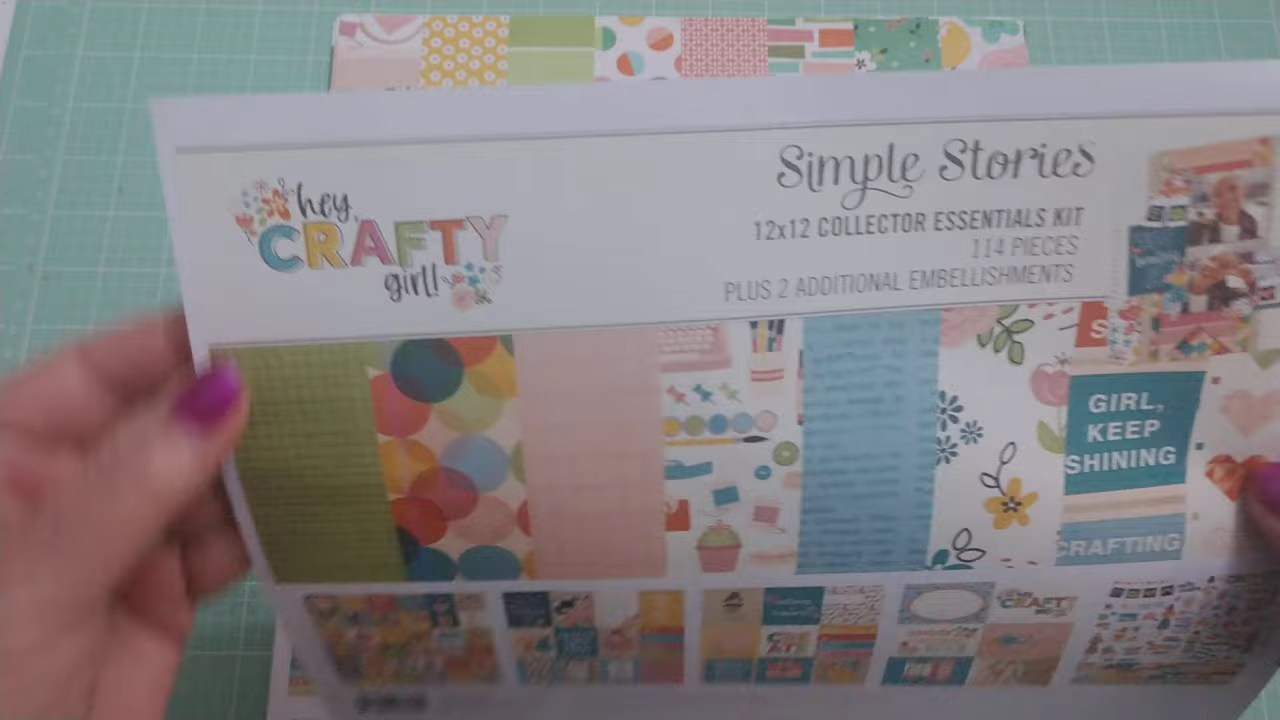 hey,
CRAFTY
girl!
Simple Stories
12x12 COLLECTOR ESSENTIALS KIT
114 PIECES
PLUS 2 ADDITIONAL EMBELLISHMENTS
GIRL,
KEEP
SHINING
CRAFTING